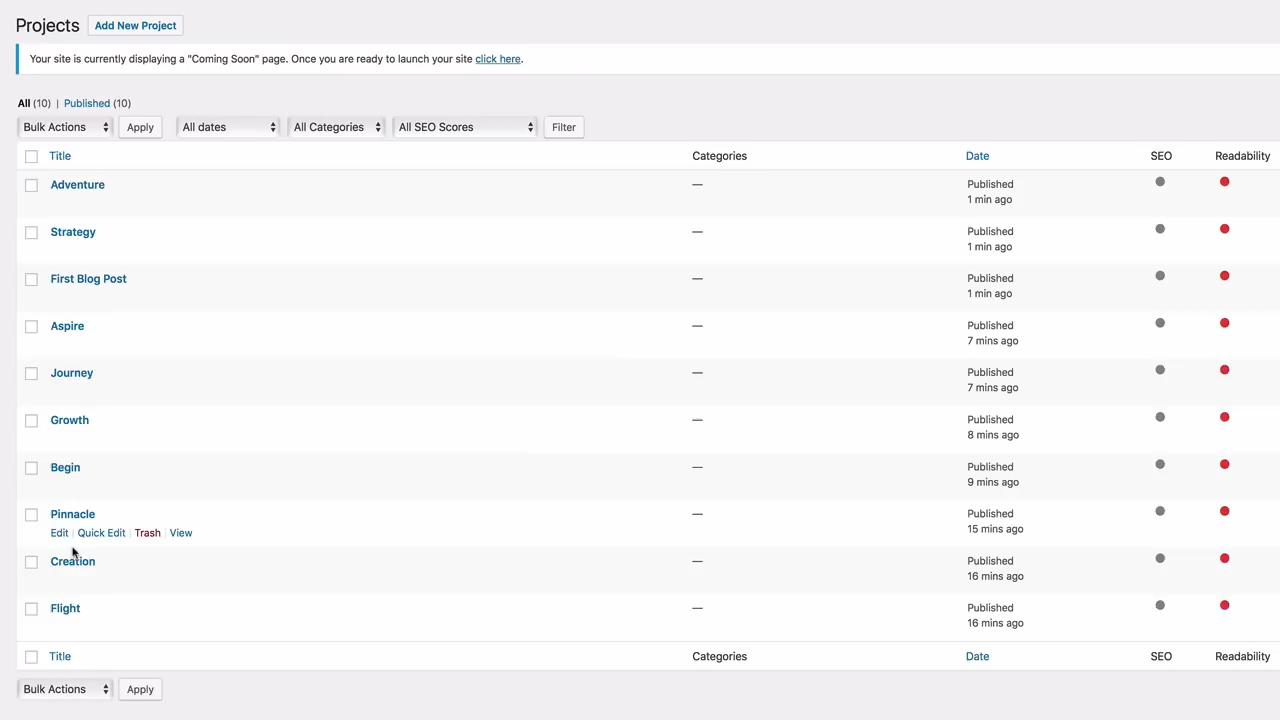 Projects Add New Project
Your site is currently displaying a "Coming Soon" page. Once you are ready to launch your site click here.
All (10) | Published (10)
Bulk Actions Apply All dates All Categories All SEO Scores Filter
Title Categories Date SEO Readability
Adventure — Published
1 min ago
Strategy — Published
1 min ago
First Blog Post — Published
1 min ago
Aspire — Published
7 mins ago
Journey — Published
7 mins ago
Growth — Published
8 mins ago
Begin — Published
9 mins ago
Pinnacle — Published
Edit | Quick Edit | Trash | View 15 mins ago
Creation — Published
16 mins ago
Flight — Published
16 mins ago
Title Categories Date SEO Readability
Bulk Actions Apply